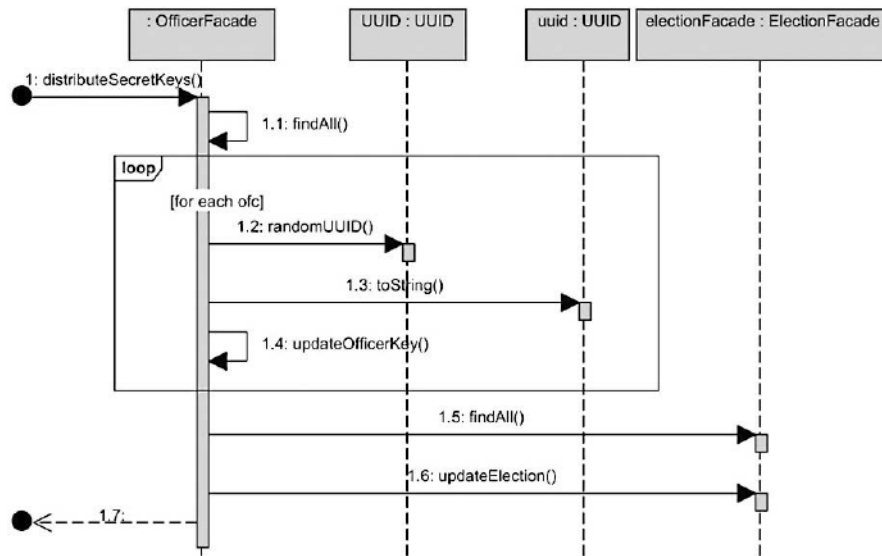 : OfficerFacade
UUID : UUID
uuid : UUID
electionFacade : ElectionFacade
1: distributeSecretKeys()
1.1: findAll()
loop
[for each ofc]
1.2: randomUUID()
1.3: toString()
1.4: updateOfficerKey()
1.5: findAll()
1.6: updateElection()
1.7: